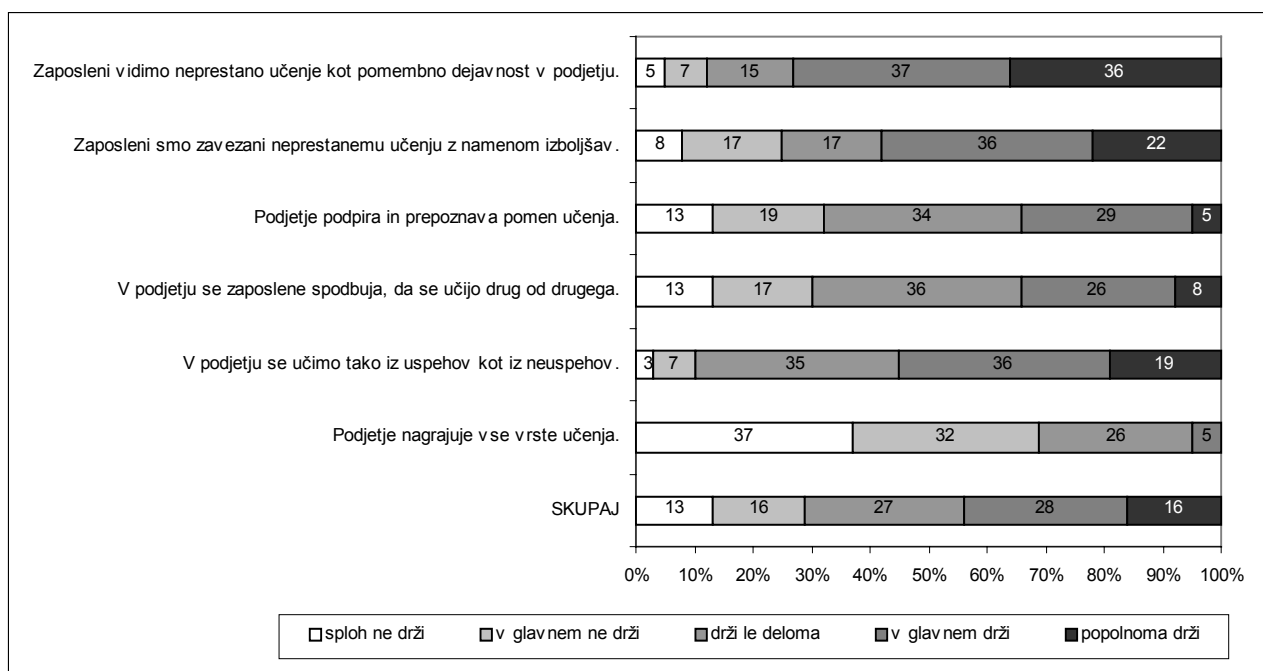 Zaposleni vidimo neprestano učenje kot pomembno dejavnost v podjetju.
5 7 15 37 36
Zaposleni smo zavezani neprestanemu učenju z namenom izboljšav.
8 17 17 36 22
Podjetje podpira in prepoznava pomen učenja.
13 19 34 29 5
V podjetju se zaposlene spodbuja, da se učijo drug od drugega.
13 17 36 26 8
V podjetju se učimo tako iz uspehov kot iz neuspehov.
3 7 35 36 19
Podjetje nagrajuje vse vrste učenja.
37 32 26 5
SKUPAJ
13 16 27 28 16
0% 10% 20% 30% 40% 50% 60% 70% 80% 90% 100%
sploh ne drži v glavnem ne drži drži le deloma v glavnem drži popolnoma drži